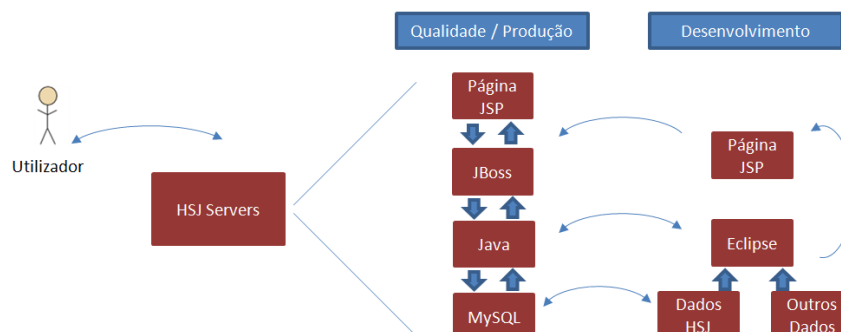 Qualidade / Produção
Desenvolvimento
Utilizador
HSJ Servers
Página
JSP
JBoss
Java
MySQL
Página
JSP
Eclipse
Dados
HSJ
Outros
Dados